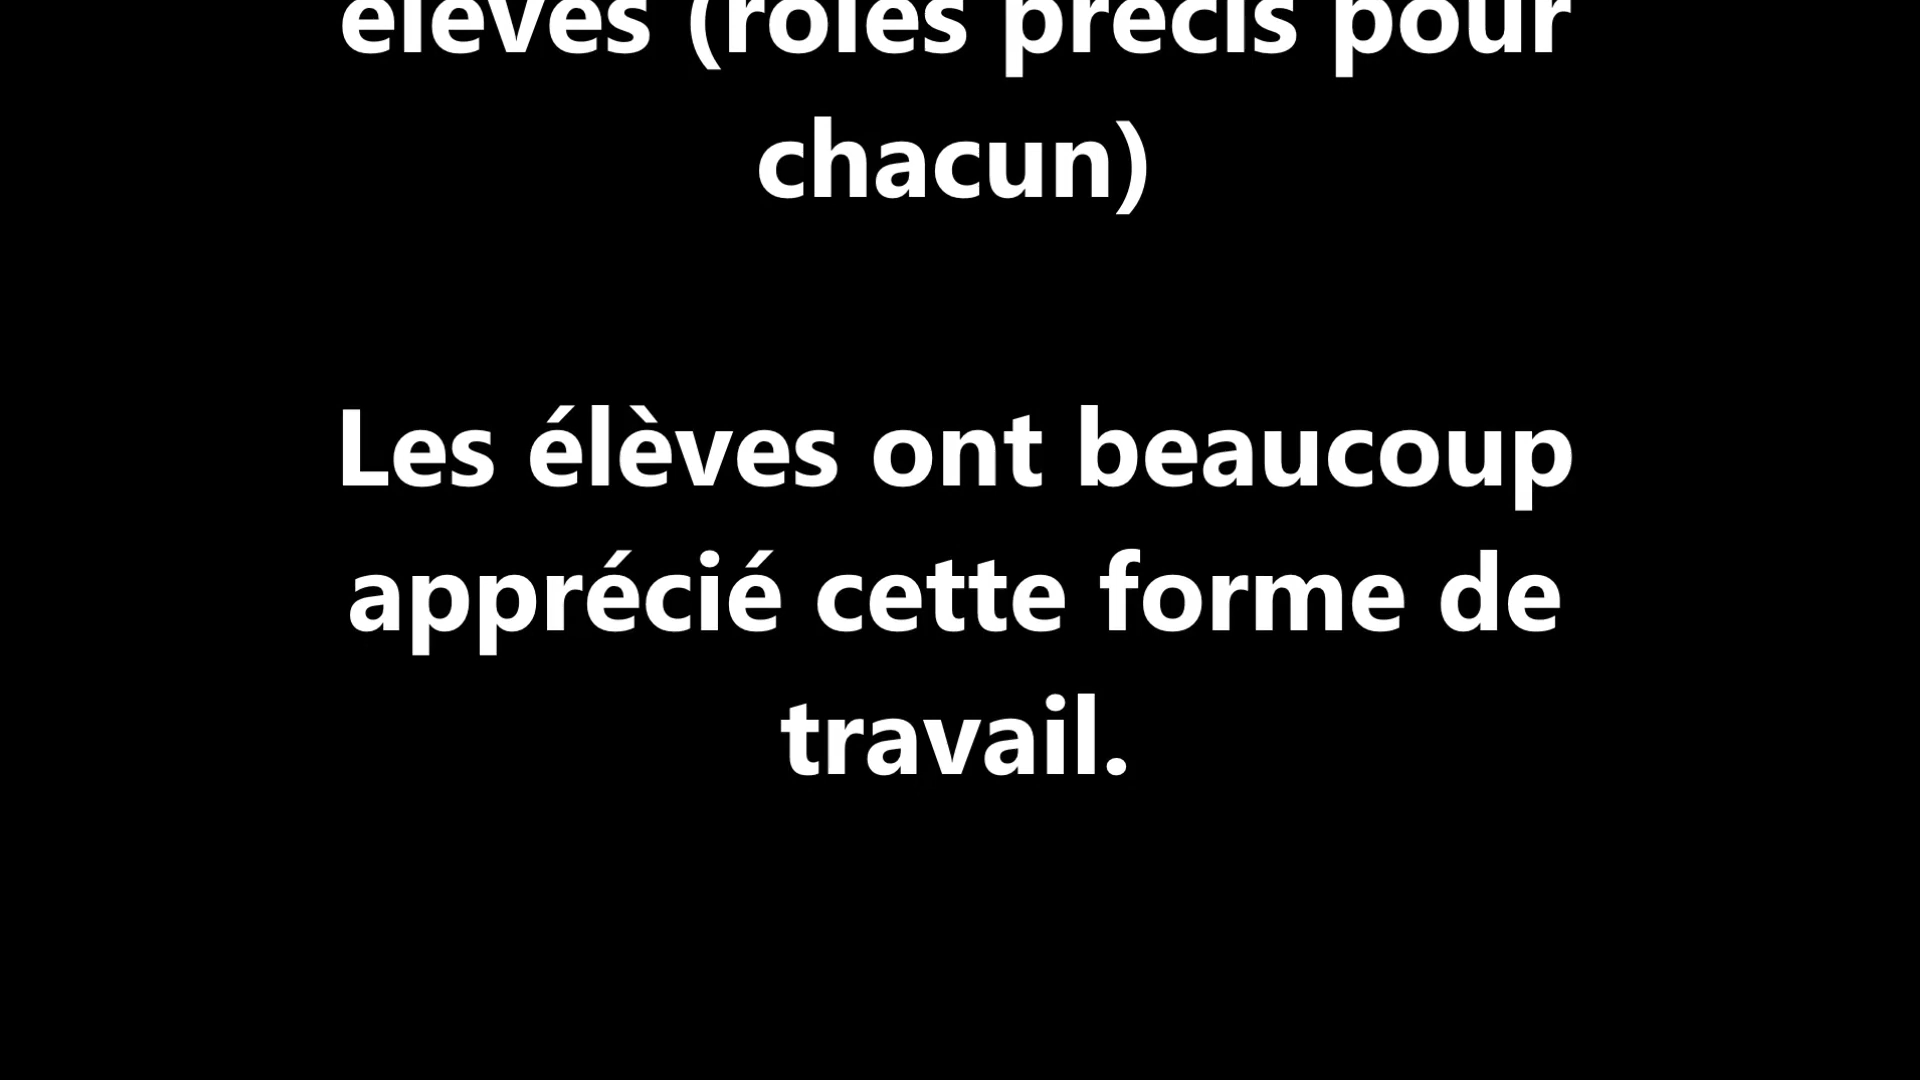 élèves (rôles précis pour
chacun)
Les élèves ont beaucoup
apprécié cette forme de
travail.